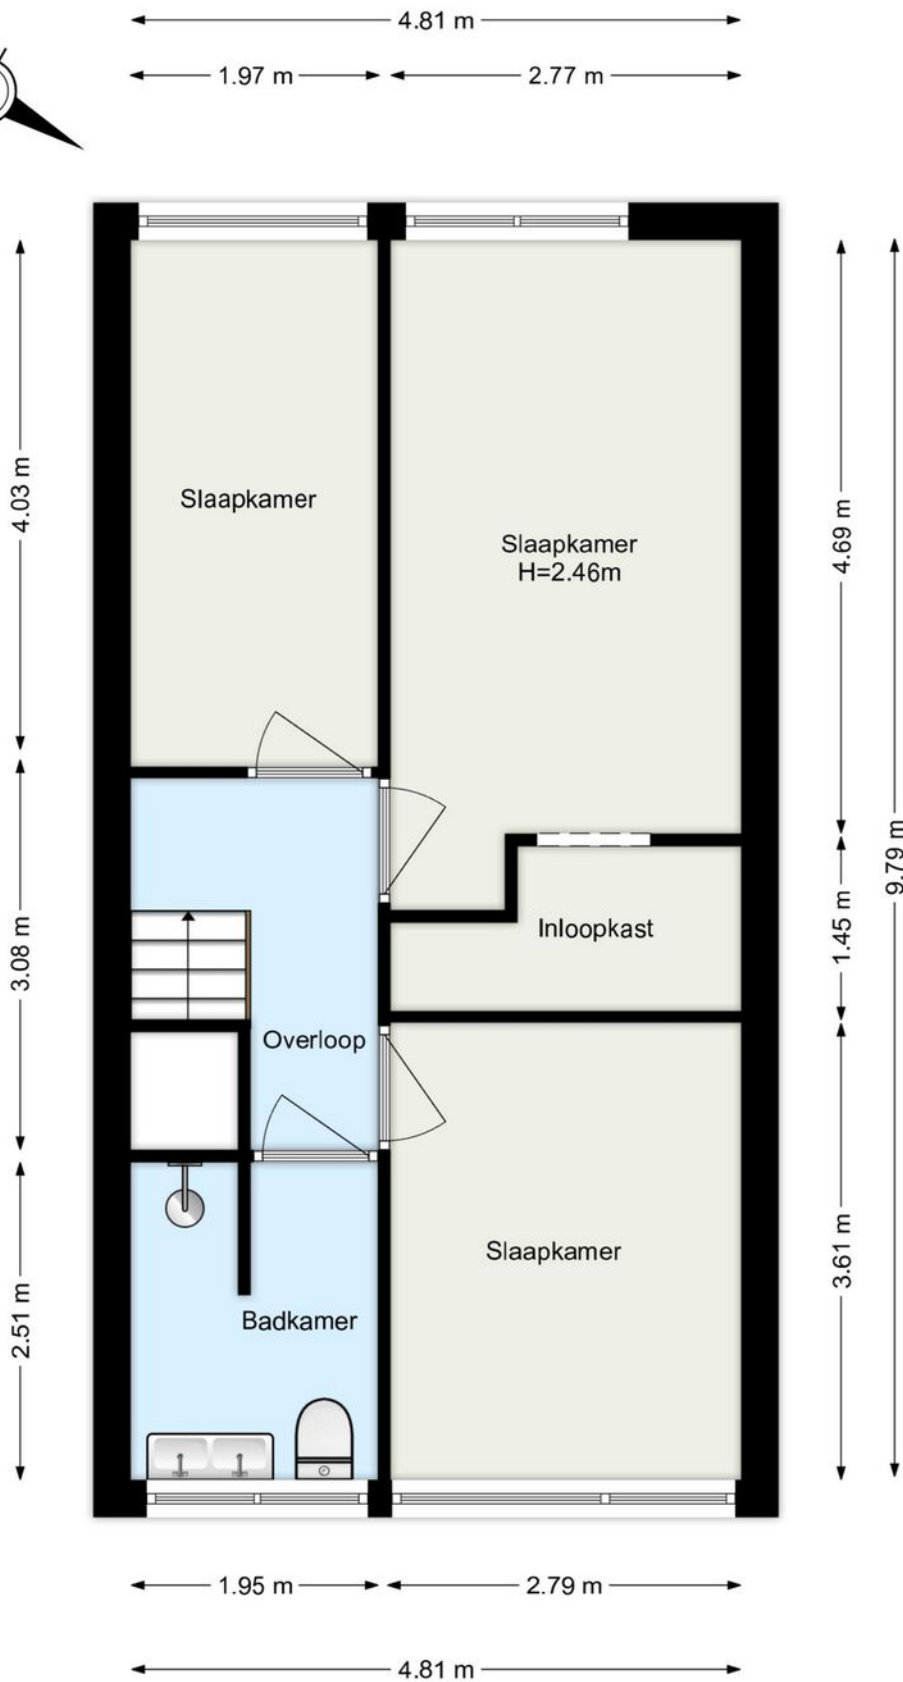 4.81 m
1.97 m
2.77 m
4.03 m
Slaapkamer
Slaapkamer
H=2.46m
4.69 m
9.79 m
1.45 m
Inloopkast
3.08 m
Overloop
Slaapkamer
3.61 m
2.51 m
Badkamer
1.95 m
2.79 m
4.81 m